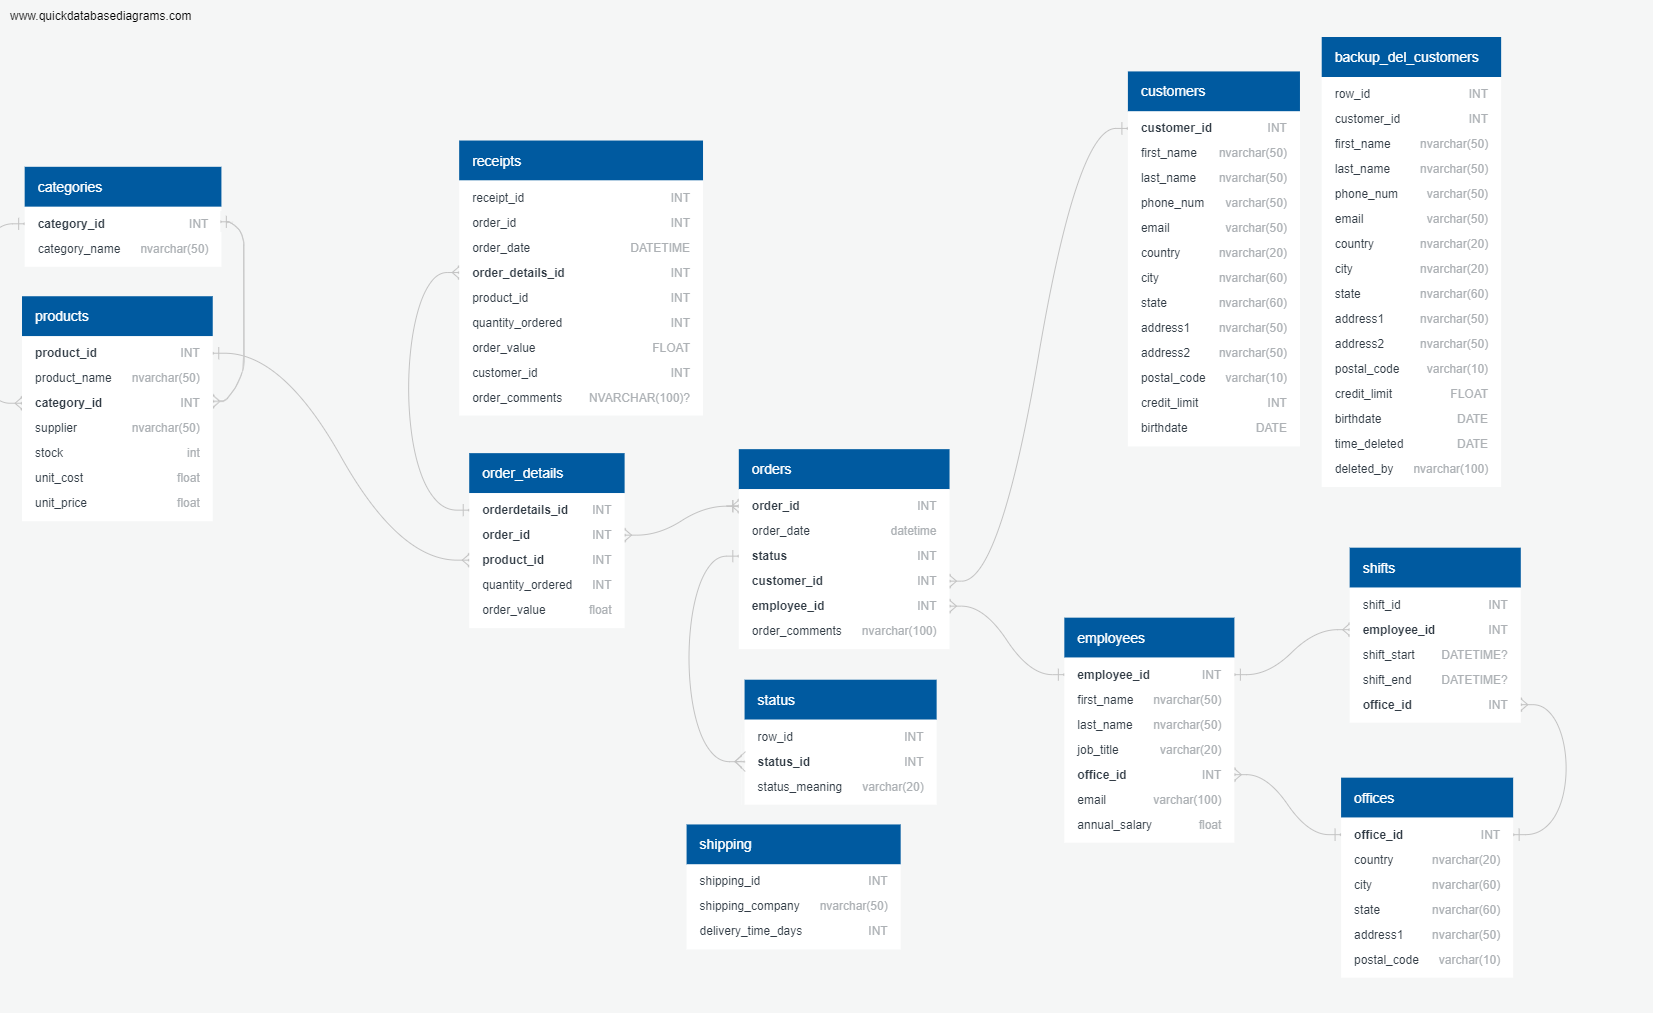 www.quickdatabasediagrams.com
categories
category_id INT
category_name nvarchar(50)
products
product_id INT
product_name nvarchar(50)
category_id INT
supplier nvarchar(50)
stock int
unit_cost float
unit_price float
receipts
receipt_id INT
order_id INT
order_date DATETIME
order_details_id INT
product_id INT
quantity_ordered INT
order_value FLOAT
customer_id INT
order_comments NVARCHAR(100)?
order_details
orderdetails_id INT
order_id INT
product_id INT
quantity_ordered INT
order_value float
orders
order_id INT
order_date datetime
status INT
customer_id INT
employee_id INT
order_comments nvarchar(100)
status
row_id INT
status_id INT
status_meaning varchar(20)
shipping
shipping_id INT
shipping_company nvarchar(50)
delivery_time_days INT
customers
customer_id INT
first_name nvarchar(50)
last_name nvarchar(50)
phone_num varchar(50)
email varchar(50)
country nvarchar(20)
city nvarchar(60)
state nvarchar(60)
address1 nvarchar(50)
address2 nvarchar(50)
postal_code varchar(10)
credit_limit INT
birthdate DATE
backup_del_customers
row_id INT
customer_id INT
first_name nvarchar(50)
last_name nvarchar(50)
phone_num varchar(50)
email varchar(50)
country nvarchar(20)
city nvarchar(20)
state nvarchar(60)
address1 nvarchar(50)
address2 nvarchar(50)
postal_code varchar(10)
credit_limit FLOAT
birthdate DATE
time_deleted DATE
deleted_by nvarchar(100)
employees
employee_id INT
first_name nvarchar(50)
last_name nvarchar(50)
job_title varchar(20)
office_id INT
email varchar(100)
annual_salary float
shifts
shift_id INT
employee_id INT
shift_start DATETIME?
shift_end DATETIME?
office_id INT
offices
office_id INT
country nvarchar(20)
city nvarchar(60)
state nvarchar(60)
address1 nvarchar(50)
postal_code varchar(10)